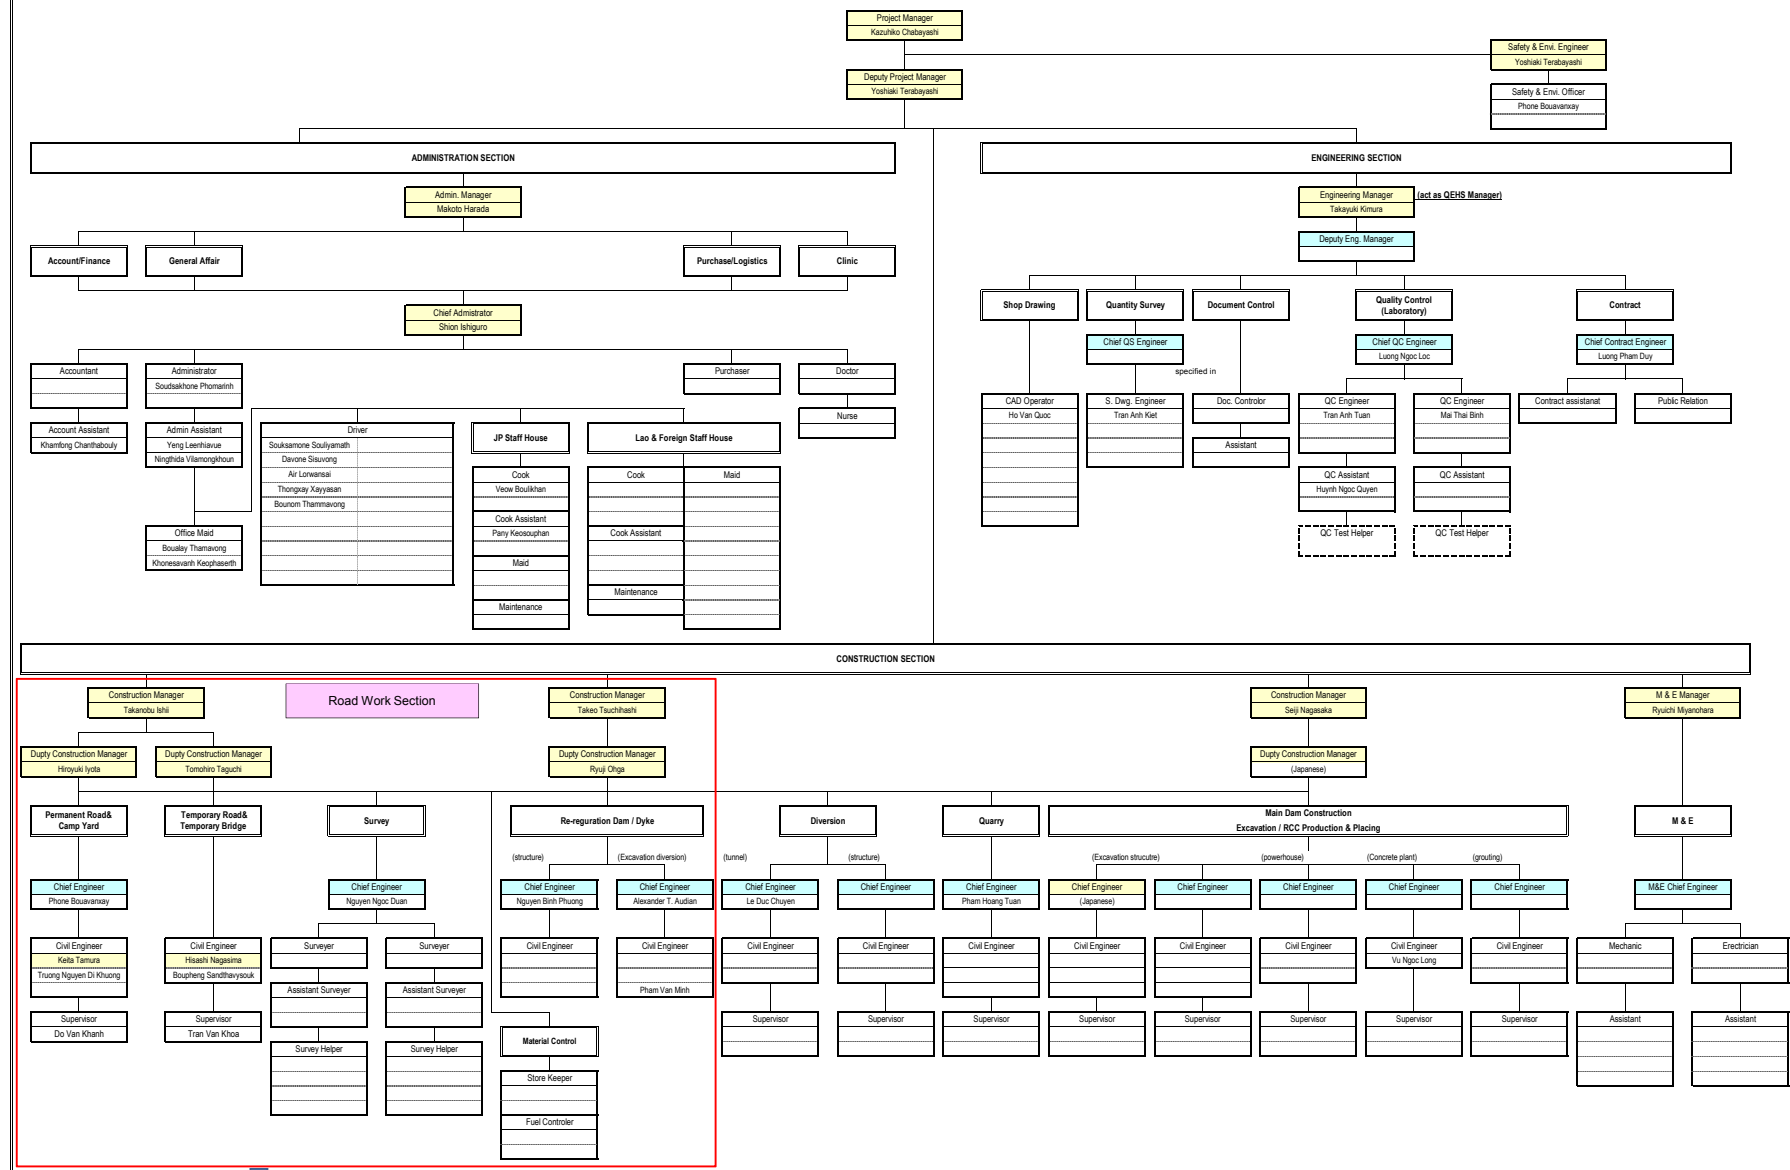 Project Manager
Kazuhiko Chabayashi
Safety & Envi. Engineer
Yoshiaki Terabayashi
Deputy Project Manager
Yoshiaki Terabayashi
Safety & Envi. Officer
Phone Bouavanxay
ADMINISTRATION SECTION
Admin. Manager
Makoto Harada
Account/Finance
General Affair
Purchase/Logistics
Clinic
Chief Admistrator
Shion Ishiguro
Accountant
Account Assistant
Khamfong Chanthabouly
Administrator
Soudsakhone Phomarinh
Admin Assistant
Yeng Leenhiavue
Ningthida Vilamongkhoun
Office Maid
Boualay Thamavong
Khonesavanh Keophaserth
Driver
Souksamone Souliyamath
Davone Sisuvong
Air Lorwansai
Thongxay Xayyasan
Bounom Thammavong
JP Staff House
Cook
Veow Boulikhan
Cook Assistant
Pany Keosouphan
Maid
Maintenance
Lao & Foreign Staff House
Cook
Cook Assistant
Maintenance
Maid
Purchaser
Doctor
Nurse
ENGINEERING SECTION
Engineering Manager
(act as QEHS Manager)
Takayuki Kimura
Deputy Eng. Manager
Shop Drawing
CAD Operator
Ho Van Quoc
Quantity Survey
Chief QS Engineer
S. Dwg. Engineer
Tran Anh Kiet
Document Control
specified in
Doc. Controlor
Assistant
Quality Control
(Laboratory)
Chief QC Engineer
Luong Ngoc Loc
QC Engineer
Tran Anh Tuan
QC Assistant
Huynh Ngoc Quyen
QC Test Helper
QC Engineer
Mai Thai Binh
QC Assistant
QC Test Helper
Contract
Chief Contract Engineer
Luong Pham Duy
Contract assistanat
Public Relation
CONSTRUCTION SECTION
Construction Manager
Takanobu Ishii
Road Work Section
Construction Manager
Takeo Tsuchihashi
Construction Manager
Seiji Nagasaka
M & E Manager
Ryuichi Miyanohara
Dupty Construction Manager
Hiroyuki Iyota
Dupty Construction Manager
Tomohiro Taguchi
Dupty Construction Manager
Ryuji Ohga
Dupty Construction Manager
(Japanese)
Permanent Road&
Camp Yard
Chief Engineer
Phone Bouavanxay
Civil Engineer
Keita Tamura
Truong Nguyen Di Khuong
Supervisor
Do Van Khanh
Temporary Road&
Temporary Bridge
Civil Engineer
Hisashi Nagasima
Boupheng Sandthavysouk
Supervisor
Tran Van Khoa
Survey
Chief Engineer
Nguyen Ngoc Duan
Surveyer
Assistant Surveyer
Survey Helper
Surveyer
Assistant Surveyer
Survey Helper
Re-reguration Dam / Dyke
(structure)
Chief Engineer
Nguyen Binh Phuong
Civil Engineer
(Excavation diversion)
Chief Engineer
Alexander T. Audian
Civil Engineer
Pham Van Minh
Material Control
Store Keeper
Fuel Controler
Diversion
(tunnel)
Chief Engineer
Le Duc Chuyen
Civil Engineer
Supervisor
(structure)
Chief Engineer
Civil Engineer
Supervisor
Quarry
Chief Engineer
Pham Hoang Tuan
Civil Engineer
Supervisor
Main Dam Construction
Excavation / RCC Production & Placing
(Excavation strucutre)
Chief Engineer
(Japanese)
Civil Engineer
Supervisor
Chief Engineer
Civil Engineer
Supervisor
(powerhouse)
Chief Engineer
Civil Engineer
Supervisor
(Concrete plant)
Chief Engineer
Civil Engineer
Vu Ngoc Long
Supervisor
(grouting)
Chief Engineer
Civil Engineer
Supervisor
M & E
M&E Chief Engineer
Mechanic
Assistant
Erectrician
Assistant